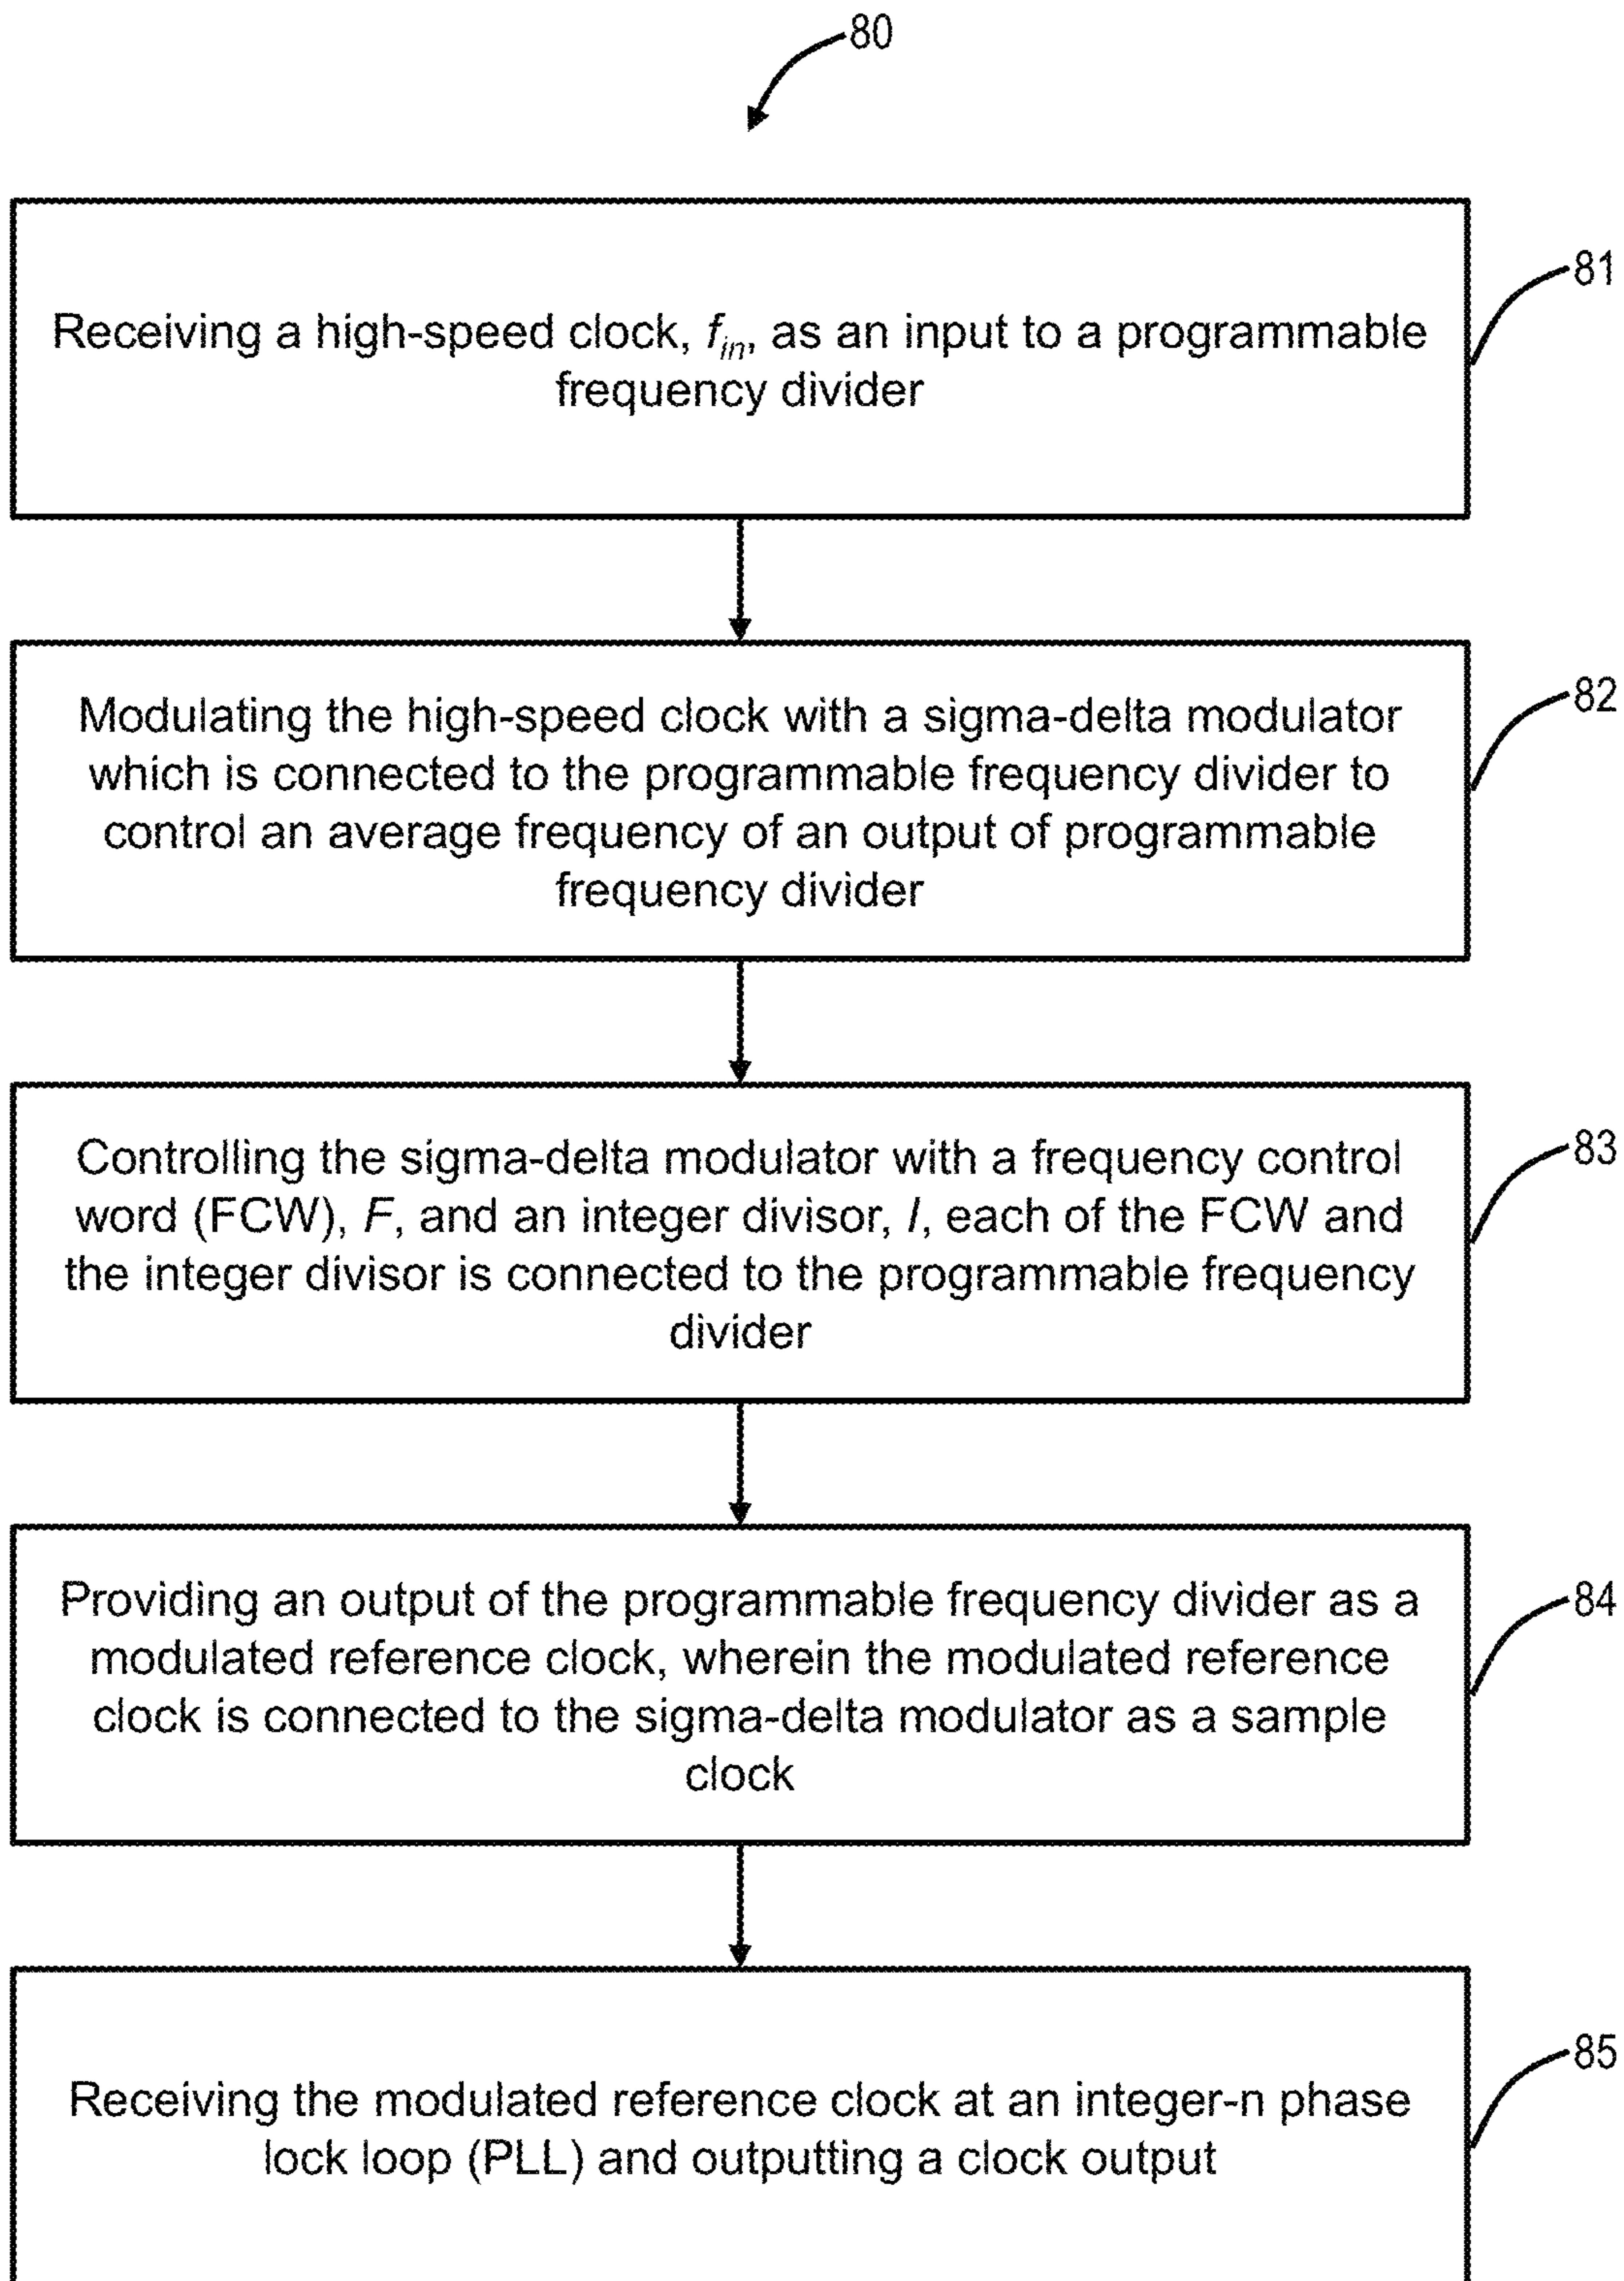 80
81
Receiving a high-speed clock, f_in, as an input to a programmable
frequency divider
82
Modulating the high-speed clock with a sigma-delta modulator
which is connected to the programmable frequency divider to
control an average frequency of an output of programmable
frequency divider
83
Controlling the sigma-delta modulator with a frequency control
word (FCW), F, and an integer divisor, I, each of the FCW and
the integer divisor is connected to the programmable frequency
divider
84
Providing an output of the programmable frequency divider as a
modulated reference clock, wherein the modulated reference
clock is connected to the sigma-delta modulator as a sample
clock
85
Receiving the modulated reference clock at an integer-n phase
lock loop (PLL) and outputting a clock output